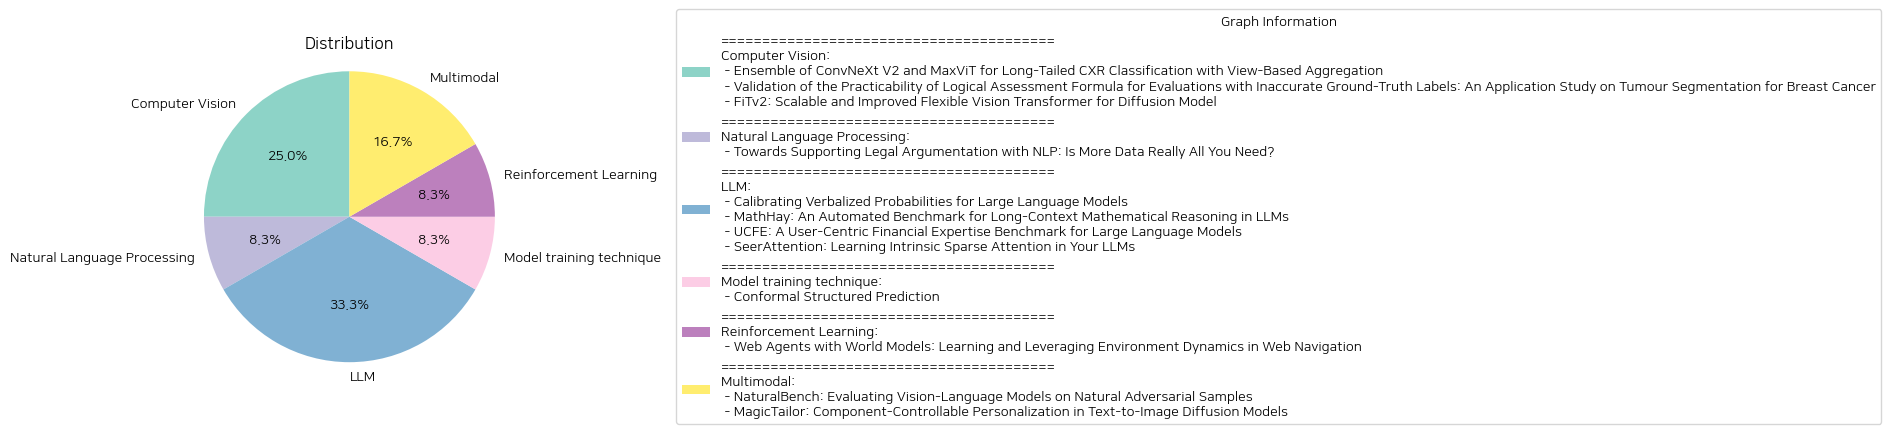 Distribution
Multimodal
Computer Vision
16.7%
25.0%
Reinforcement Learning
8.3%
8.3%
8.3%
Natural Language Processing
Model training technique
33.3%
LLM
Graph Information
========================================
Computer Vision:
- Ensemble of ConvNeXt V2 and MaxViT for Long-Tailed CXR Classification with View-Based Aggregation
- Validation of the Practicability of Logical Assessment Formula for Evaluations with Inaccurate Ground-Truth Labels: An Application Study on Tumour Segmentation for Breast Cancer
- FiTv2: Scalable and Improved Flexible Vision Transformer for Diffusion Model
========================================
Natural Language Processing:
- Towards Supporting Legal Argumentation with NLP: Is More Data Really All You Need?
========================================
LLM:
- Calibrating Verbalized Probabilities for Large Language Models
- MathHay: An Automated Benchmark for Long-Context Mathematical Reasoning in LLMs
- UCFE: A User-Centric Financial Expertise Benchmark for Large Language Models
- SeerAttention: Learning Intrinsic Sparse Attention in Your LLMs
========================================
Model training technique:
- Conformal Structured Prediction
========================================
Reinforcement Learning:
- Web Agents with World Models: Learning and Leveraging Environment Dynamics in Web Navigation
========================================
Multimodal:
- NaturalBench: Evaluating Vision-Language Models on Natural Adversarial Samples
- MagicTailor: Component-Controllable Personalization in Text-to-Image Diffusion Models